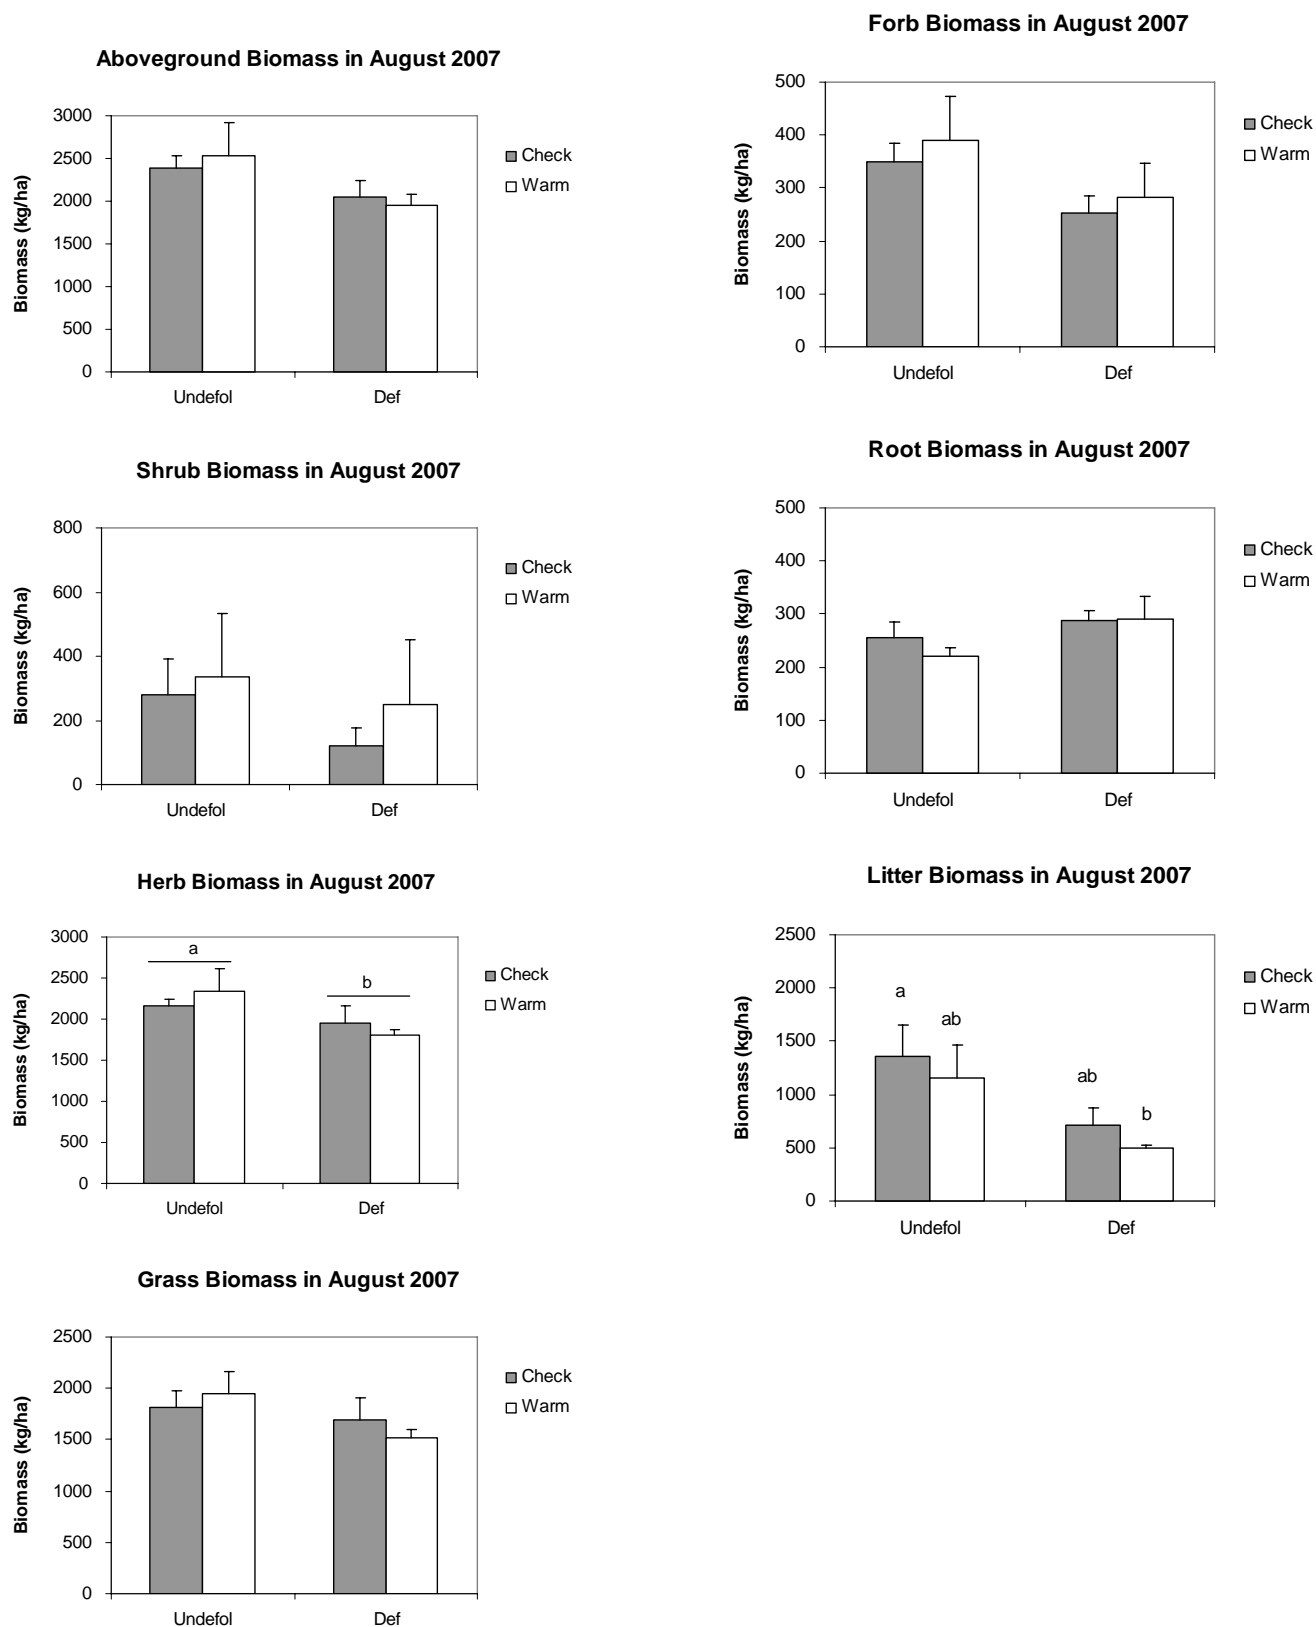 Aboveground Biomass in August 2007
Biomass (kg/ha)
3000
2500
2000
1500
1000
500
0
Undefol Def
Check
Warm
Shrub Biomass in August 2007
Biomass (kg/ha)
800
600
400
200
0
Undefol Def
Check
Warm
Herb Biomass in August 2007
Biomass (kg/ha)
3000
2500
2000
1500
1000
500
0
a
b
Undefol Def
Check
Warm
Grass Biomass in August 2007
Biomass (kg/ha)
2500
2000
1500
1000
500
0
Undefol Def
Check
Warm
Forb Biomass in August 2007
Biomass (kg/ha)
500
400
300
200
100
0
Undefol Def
Check
Warm
Root Biomass in August 2007
Biomass (kg/ha)
500
400
300
200
100
0
Undefol Def
Check
Warm
Litter Biomass in August 2007
Biomass (kg/ha)
2500
2000
1500
1000
500
0
a
ab
ab
b
Undefol Def
Check
Warm